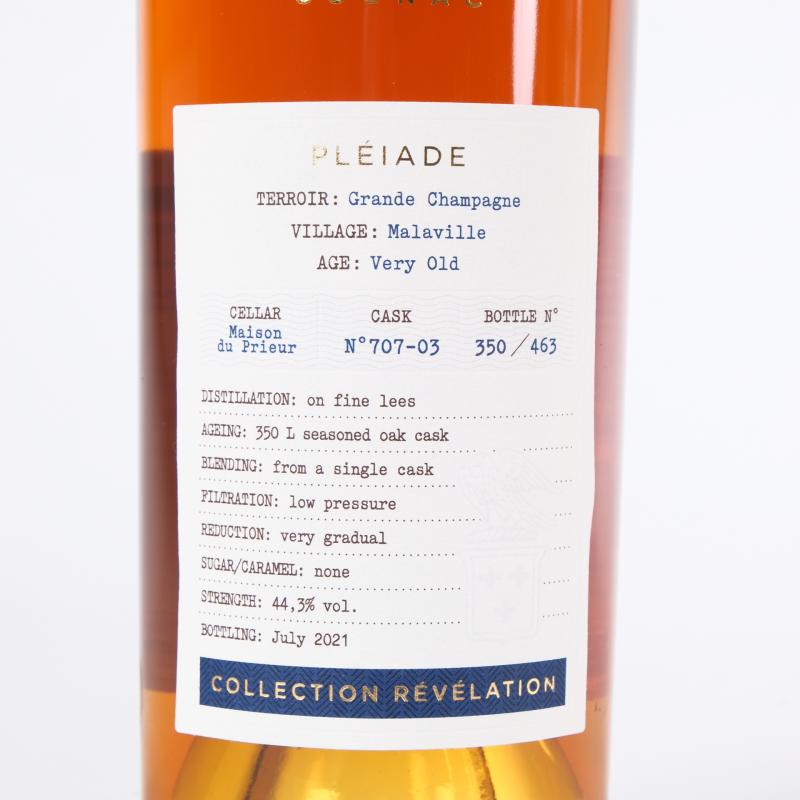 COGNAC
PLÉIADE
TERROIR: Grande Champagne
VILLAGE: Malaville
AGE: Very Old
CELLAR
Maison
du Prieur
CASK
N°707-03
BOTTLE N°
350/463
DISTILLATION: on fine lees
AGEING: 350 L seasoned oak cask
BLENDING: from a single cask
FILTRATION: low pressure
REDUCTION: very gradual
SUGAR/CARAMEL: none
STRENGTH: 44,3% vol.
BOTTLING: July 2021
COLLECTION RÉVÉLATION